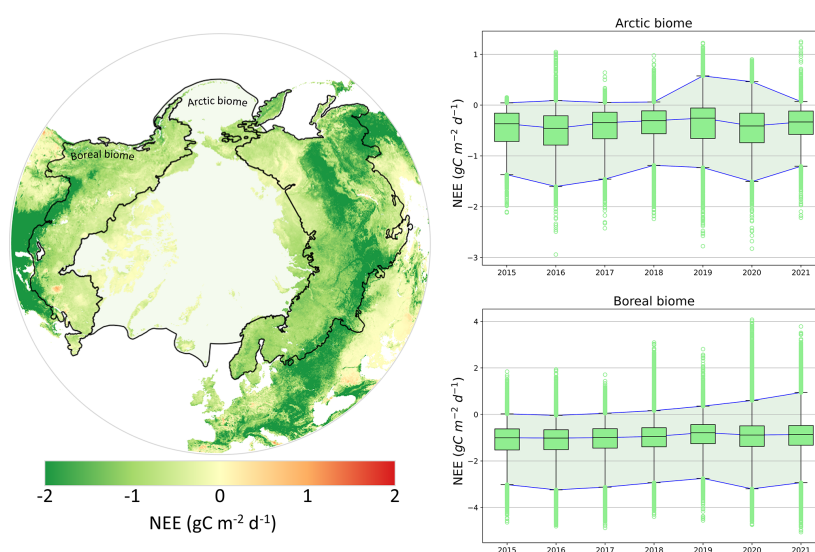 Arctic biome
Boreal biome
-2 -1 0 1 2
NEE (gC m⁻² d⁻¹)
Arctic biome
NEE (gC m⁻² d⁻¹)
1
0
−1
−2
−3
2015 2016 2017 2018 2019 2020 2021
Boreal biome
NEE (gC m⁻² d⁻¹)
4
2
0
−2
−4
2015 2016 2017 2018 2019 2020 2021